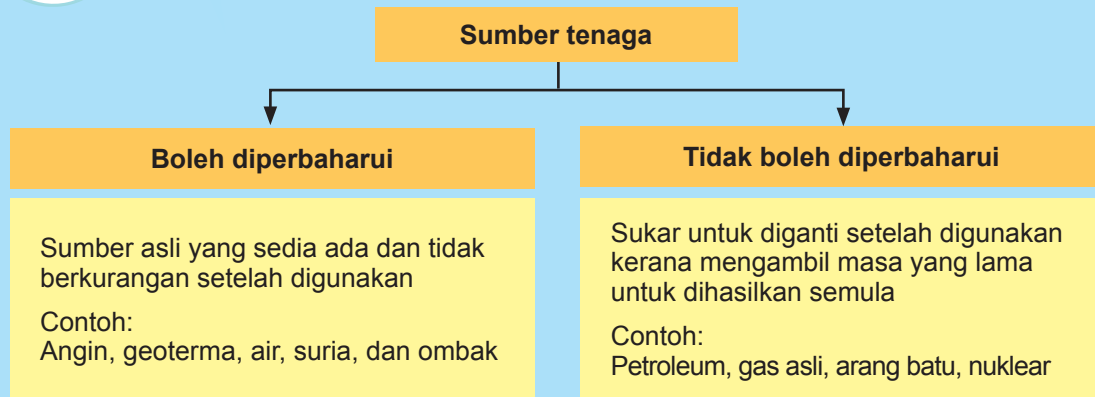 Sumber tenaga
Boleh diperbaharui
Sumber asli yang sedia ada dan tidak
berkurangan setelah digunakan
Contoh:
Angin, geoterma, air, suria, dan ombak
Tidak boleh diperbaharui
Sukar untuk diganti setelah digunakan
kerana mengambil masa yang lama
untuk dihasilkan semula
Contoh:
Petroleum, gas asli, arang batu, nuklear